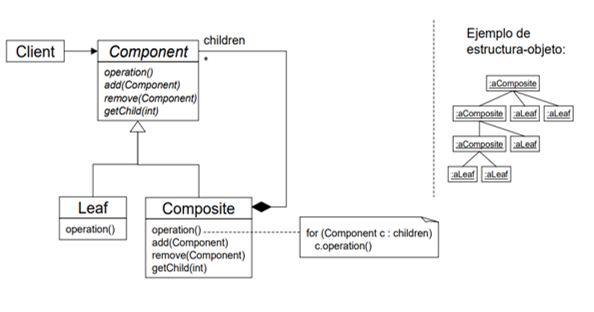 Client
Component
operation()
add(Component)
remove(Component)
getChild(int)
children
*
Leaf
operation()
Composite
operation()
add(Component)
remove(Component)
getChild(int)
for (Component c : children)
c.operation()
Ejemplo de
estructura-objeto:
:aComposite
:aComposite :aLeaf :aLeaf
:aComposite :aLeaf
:aLeaf :aLeaf